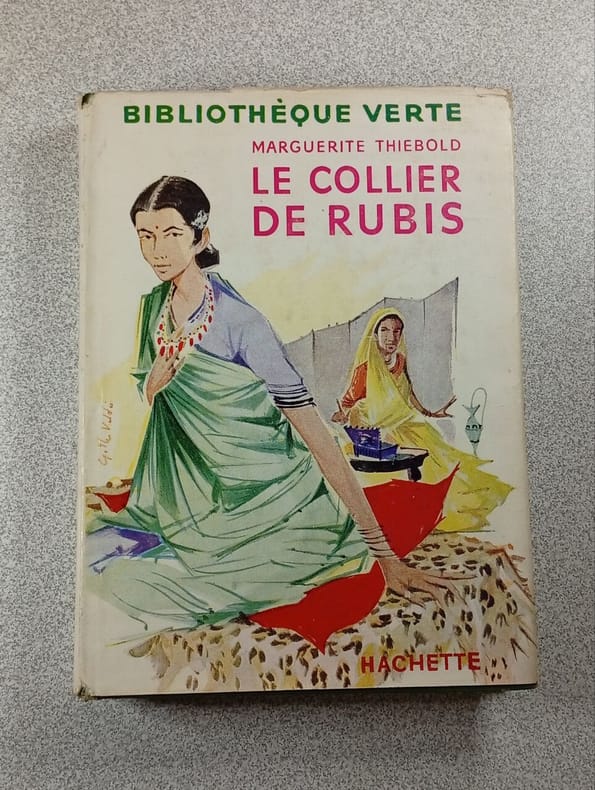 BIBLIOTHÈQUE VERTE
MARGUERITE THIEBOLD
LE COLLIER
DE RUBIS
HACHETTE